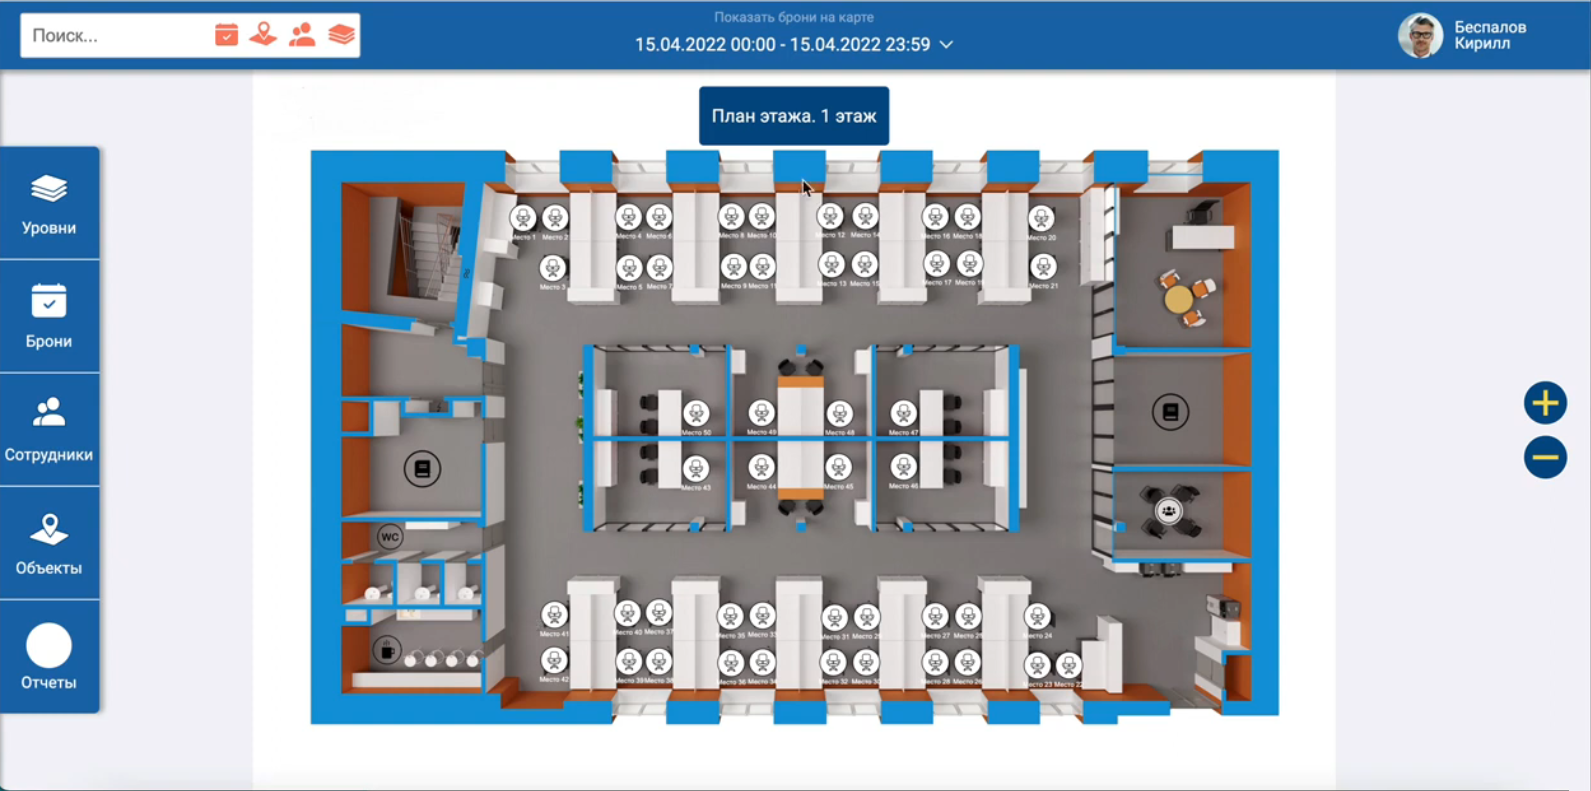 Поиск...
Показать брони на карте
15.04.2022 00:00 - 15.04.2022 23:59
Беспалов
Кирилл
План этажа. 1 этаж
Уровни
Брони
Сотрудники
Объекты
Отчеты
Место 1 Место 2 Место 4 Место 6 Место 8 Место 10 Место 12 Место 14 Место 16 Место 18 Место 20
Место 3 Место 5 Место 7 Место 9 Место 11 Место 13 Место 15 Место 17 Место 19 Место 21
Место 50 Место 49 Место 48 Место 47
Место 43 Место 44 Место 45 Место 46
WC
Место 41 Место 40 Место 37 Место 35 Место 33 Место 31 Место 27 Место 24
Место 42 Место 39 Место 38 Место 36 Место 34 Место 32 Место 30 Место 28 Место 26 Место 23 Место 22